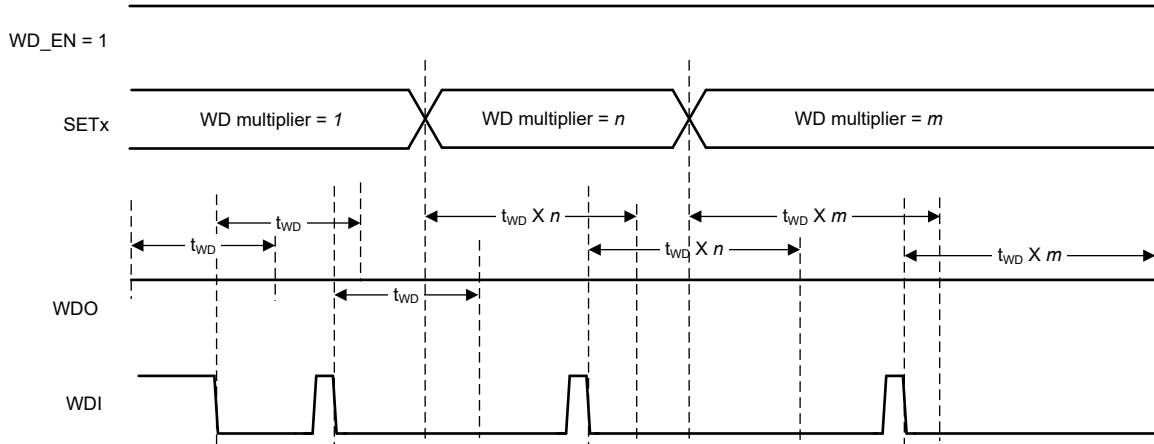 WD_EN = 1
SETx
WD multiplier = 1
WD multiplier = n
WD multiplier = m
tWD
tWD X n
tWD X m
tWD
tWD X n
tWD X m
WDO
tWD
WDI